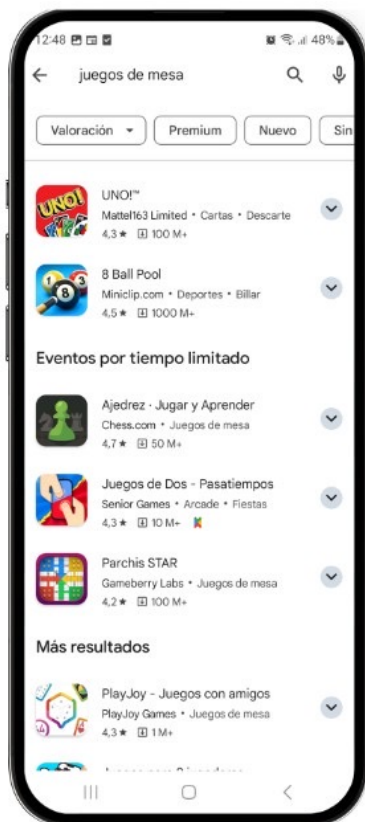 12:48
48%
juegos de mesa
Valoración
Premium
Nuevo
Sin
UNO!™
Mattel163 Limited • Cartas • Descarte
4,3★ 100 M+
8 Ball Pool
Miniclip.com • Deportes • Billar
4,5★ 1000 M+
Eventos por tiempo limitado
Ajedrez · Jugar y Aprender
Chess.com • Juegos de mesa
4,7★ 50 M+
Juegos de Dos - Pasatiempos
Senior Games • Arcade • Fiestas
4,3★ 10 M+
Parchis STAR
Gameberry Labs • Juegos de mesa
4,2★ 100 M+
Más resultados
PlayJoy - Juegos con amigos
PlayJoy Games • Juegos de mesa
4,3★ 1 M+